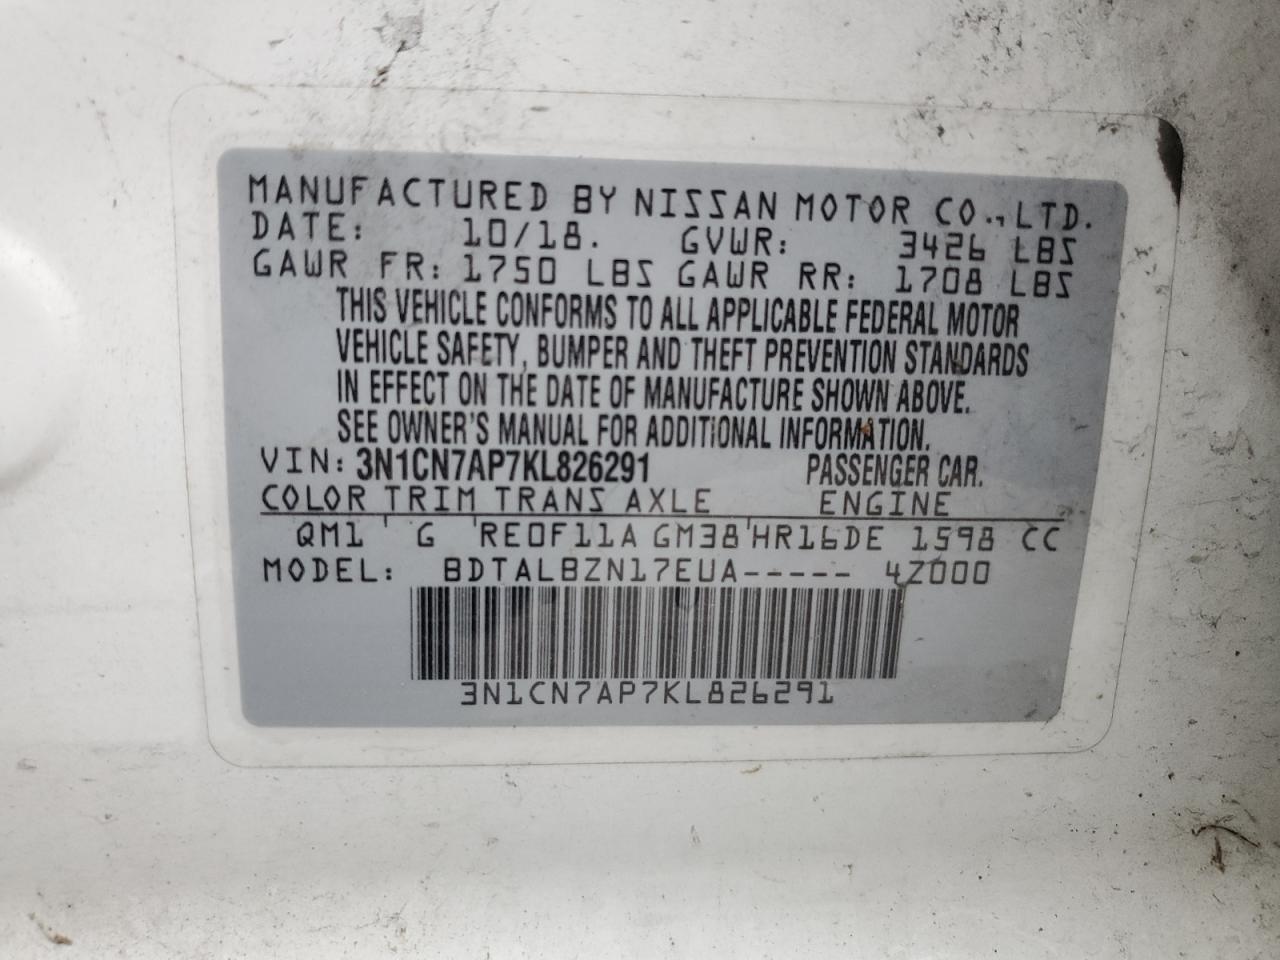 MANUFACTURED BY NISSAN MOTOR CO., LTD.
DATE: 10/18. GVWR: 3426 LBS
GAWR FR: 1750 LBS GAWR RR: 1708 LBS
THIS VEHICLE CONFORMS TO ALL APPLICABLE FEDERAL MOTOR
VEHICLE SAFETY, BUMPER AND THEFT PREVENTION STANDARDS
IN EFFECT ON THE DATE OF MANUFACTURE SHOWN ABOVE.
SEE OWNER'S MANUAL FOR ADDITIONAL INFORMATION.
VIN: 3N1CN7AP7KL826291 PASSENGER CAR.
COLOR TRIM TRANS AXLE ENGINE
QM1 ' G ' RE0F11A GM38'HR16DE 1598 CC
MODEL: BDTALBZN17EUA----- 4Z000
3N1CN7AP7KL826291